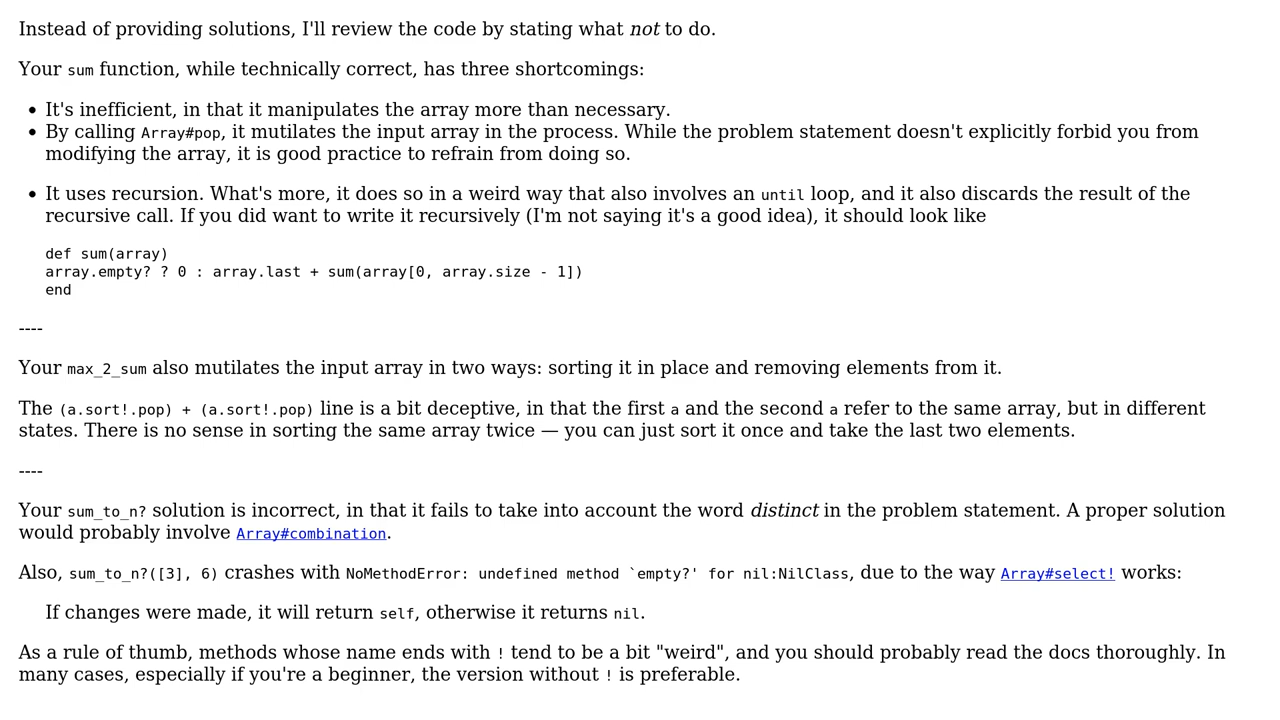 Instead of providing solutions, I'll review the code by stating what not to do.
Your sum function, while technically correct, has three shortcomings:
• It's inefficient, in that it manipulates the array more than necessary.
• By calling Array#pop, it mutilates the input array in the process. While the problem statement doesn't explicitly forbid you from
modifying the array, it is good practice to refrain from doing so.
• It uses recursion. What's more, it does so in a weird way that also involves an until loop, and it also discards the result of the
recursive call. If you did want to write it recursively (I'm not saying it's a good idea), it should look like
def sum(array)
array.empty? ? 0 : array.last + sum(array[0, array.size - 1])
end
----
Your max_2_sum also mutilates the input array in two ways: sorting it in place and removing elements from it.
The (a.sort!.pop) + (a.sort!.pop) line is a bit deceptive, in that the first a and the second a refer to the same array, but in different
states. There is no sense in sorting the same array twice — you can just sort it once and take the last two elements.
----
Your sum_to_n? solution is incorrect, in that it fails to take into account the word distinct in the problem statement. A proper solution
would probably involve Array#combination.
Also, sum_to_n?([3], 6) crashes with NoMethodError: undefined method `empty?' for nil:NilClass, due to the way Array#select! works:
If changes were made, it will return self, otherwise it returns nil.
As a rule of thumb, methods whose name ends with ! tend to be a bit "weird", and you should probably read the docs thoroughly. In
many cases, especially if you're a beginner, the version without ! is preferable.